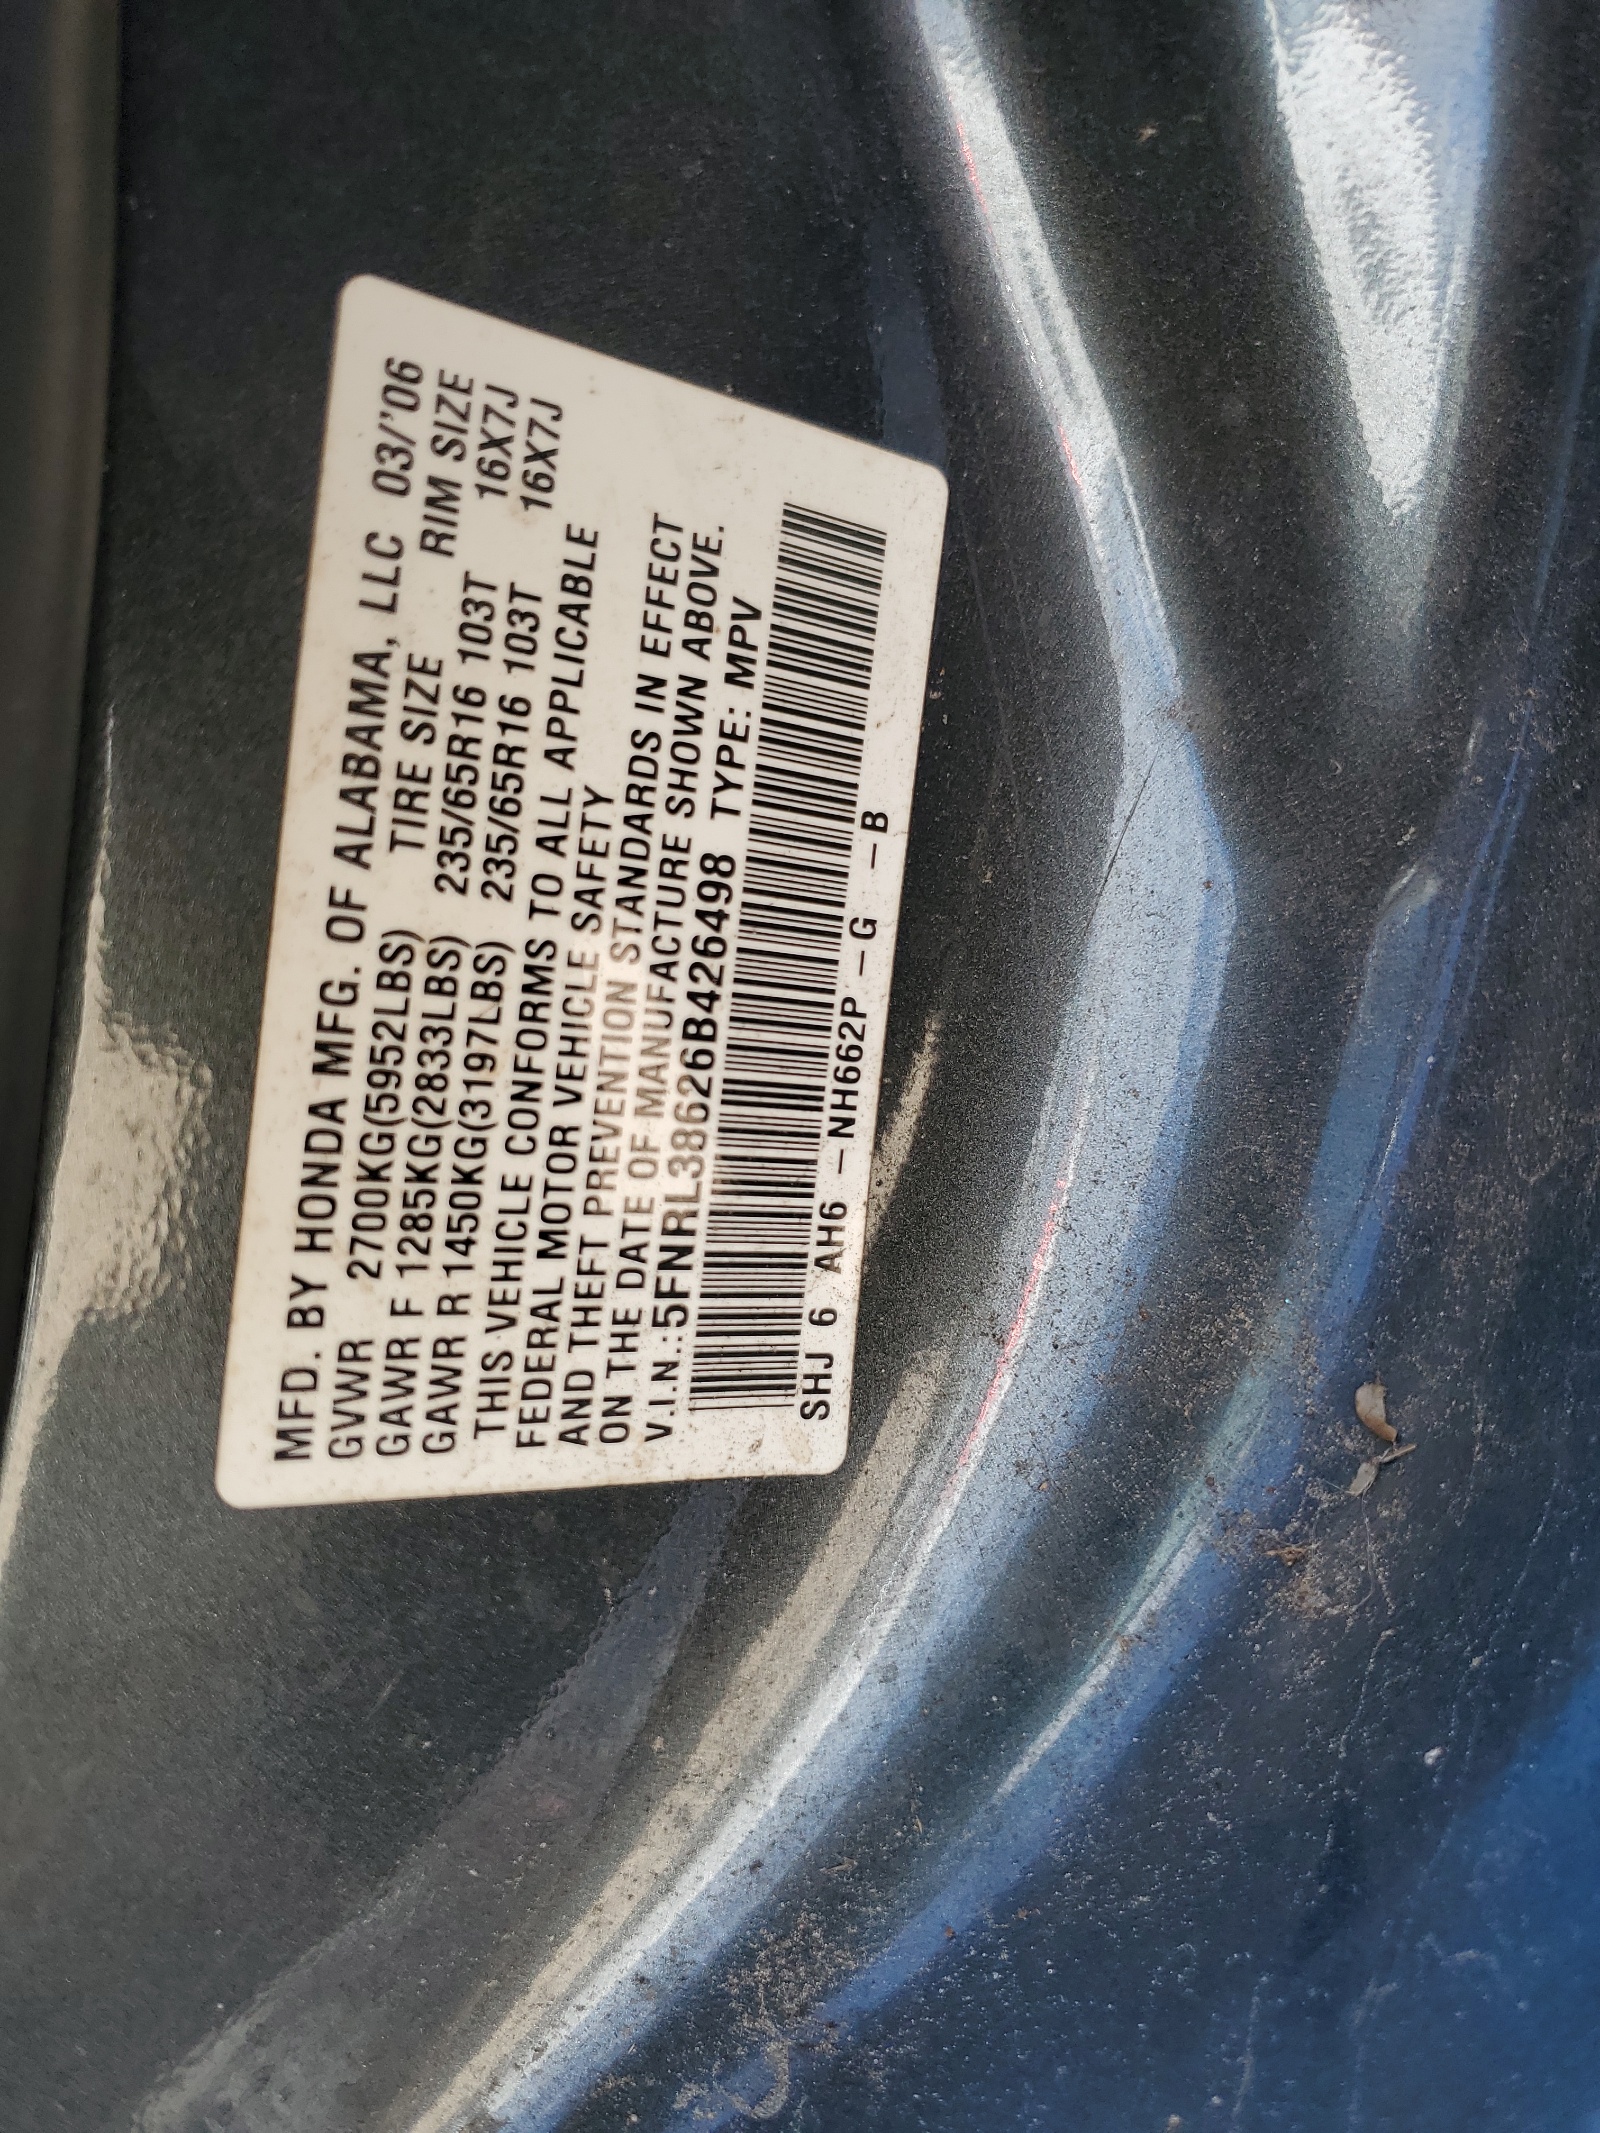 MFD. BY HONDA MFG. OF ALABAMA, LLC 03/'06
GVWR 2700KG(5952LBS) TIRE SIZE RIM SIZE
GAWR F 1285KG(2833LBS) 235/65R16 103T 16X7J
GAWR R 1450KG(3197LBS) 235/65R16 103T 16X7J
THIS VEHICLE CONFORMS TO ALL APPLICABLE
FEDERAL MOTOR VEHICLE SAFETY
AND THEFT PREVENTION STANDARDS IN EFFECT
ON THE DATE OF MANUFACTURE SHOWN ABOVE.
V.I.N.:5FNRL38626B426498 TYPE: MPV
SHJ 6 AH6 – NH662P – G – B